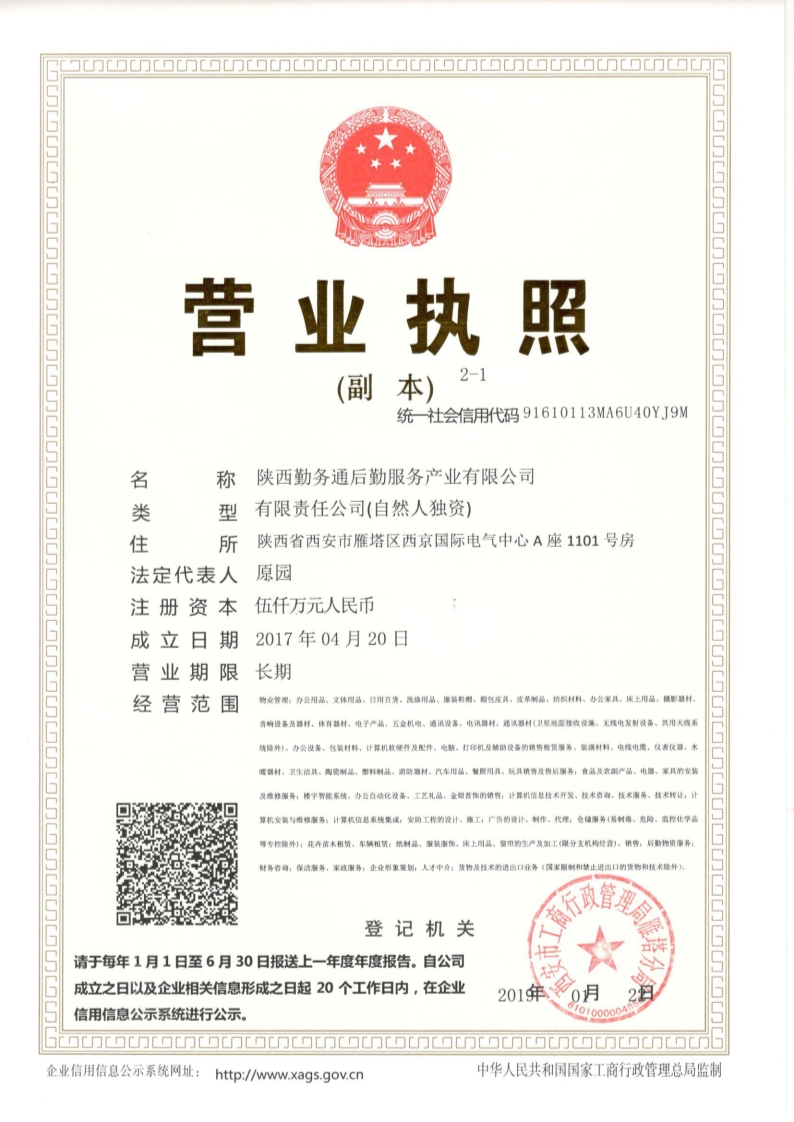 营业执照
(副 本) 2-1
统一社会信用代码 91610113MA6U40YJ9M
名 称 陕西勤务通后勤服务产业有限公司
类 型 有限责任公司(自然人独资)
住 所 陕西省西安市雁塔区西京国际电气中心 A 座 1101 号房
法定代表人 原园
注册资本 伍仟万元人民币
成立日期 2017 年 04 月 20 日
营业期限 长期
经营范围 物业管理；办公用品、文体用品、日用百货、洗涤用品、服装鞋帽、箱包皮具、皮革制品、纺织材料、办公家具、床上用品、摄影器材、
音响设备及器材、体育器材、电子产品、五金机电、通讯设备、电讯器材、通讯器材(卫星地面接收设施、无线电发射设备、共用天线系
统除外)、办公设备、包装材料、计算机软硬件及配件、电脑、打印机及辅助设备的销售租赁服务、装潢材料、电线电缆、仪表仪器、水
暖器材、卫生洁具、陶瓷制品、塑料制品、消防器材、汽车用品、餐厨用具、玩具销售及售后服务；食品及农副产品、电器、家具的安装
及维修服务；楼宇智能系统、办公自动化设备、工艺礼品、金银首饰的销售；计算机信息技术开发、技术咨询、技术服务、技术转让；计
算机安装与维修服务；计算机信息系统集成；安防工程的设计、施工；广告的设计、制作、代理；仓储服务(易制毒、危险、监控化学品
等专控除外)；花卉苗木租赁、车辆租赁；纸制品、服装服饰、床上用品、窗帘的生产及加工(限分支机构经营)、销售；后勤物资服务；
财务咨询；保洁服务、家政服务；企业形象策划；人才中介；货物及技术的进出口业务（国家限制和禁止进出口的货物和技术除外）。
登记机关
西安市工商行政管理局雁塔分局
请于每年 1 月 1 日至 6 月 30 日报送上一年度年度报告。自公司
成立之日以及企业相关信息形成之日起 20 个工作日内，在企业
信用信息公示系统进行公示。
2019年 01月 22日
企业信用信息公示系统网址： http://www.xags.gov.cn
中华人民共和国国家工商行政管理总局监制